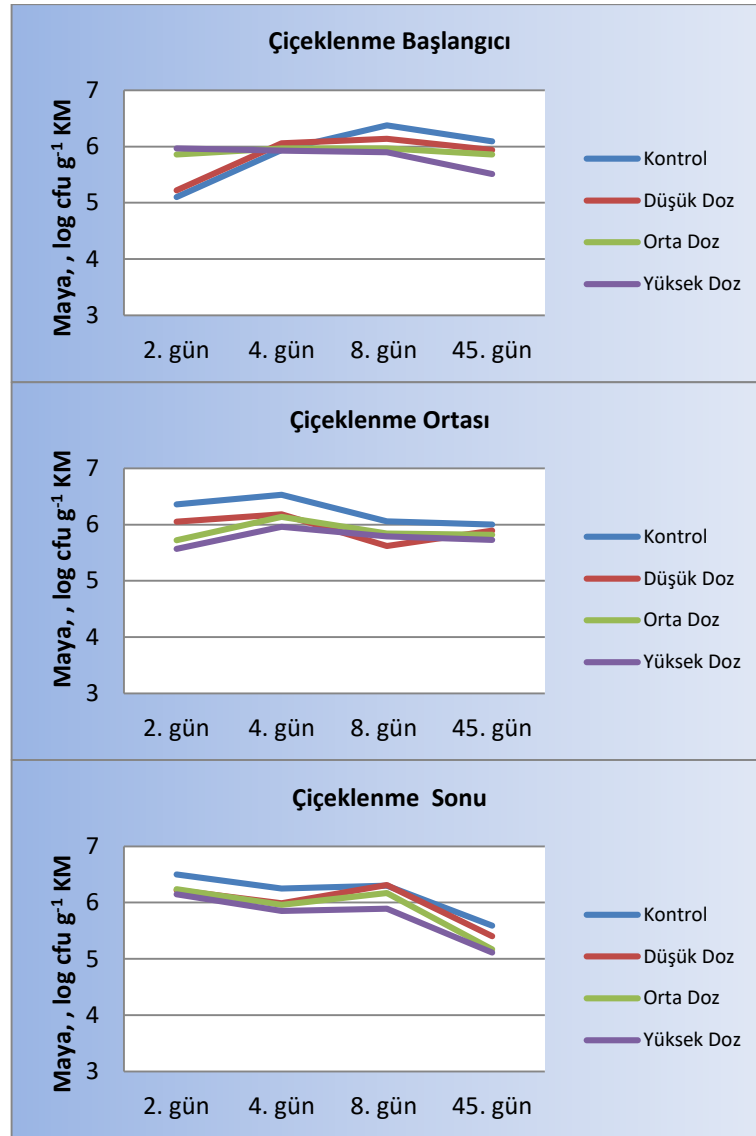 Çiçeklenme Başlangıcı
Maya, , log cfu g⁻¹ KM
7
6
5
4
3
2. gün 4. gün 8. gün 45. gün
Kontrol
Düşük Doz
Orta Doz
Yüksek Doz
Çiçeklenme Ortası
Maya, , log cfu g⁻¹ KM
7
6
5
4
3
2. gün 4. gün 8. gün 45. gün
Kontrol
Düşük Doz
Orta Doz
Yüksek Doz
Çiçeklenme  Sonu
Maya, , log cfu g⁻¹ KM
7
6
5
4
3
2. gün 4. gün 8. gün 45. gün
Kontrol
Düşük Doz
Orta Doz
Yüksek Doz